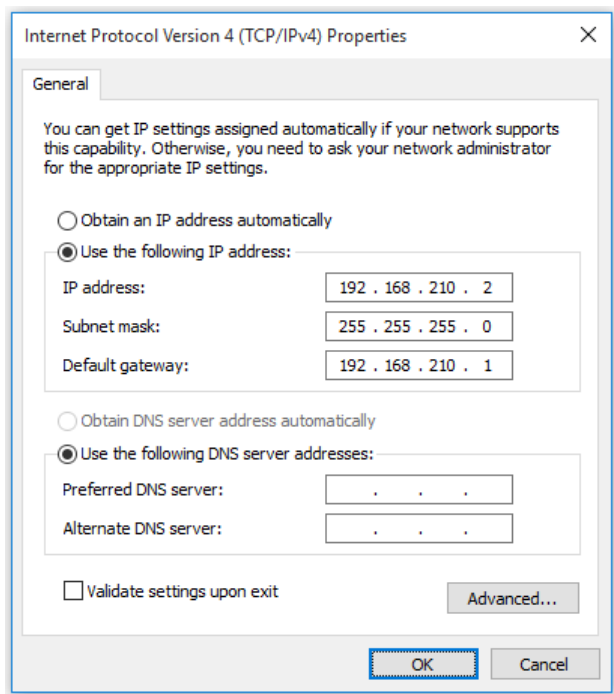 Internet Protocol Version 4 (TCP/IPv4) Properties
General
You can get IP settings assigned automatically if your network supports
this capability. Otherwise, you need to ask your network administrator
for the appropriate IP settings.
Obtain an IP address automatically
Use the following IP address:
IP address: 192 . 168 . 210 . 2
Subnet mask: 255 . 255 . 255 . 0
Default gateway: 192 . 168 . 210 . 1
Obtain DNS server address automatically
Use the following DNS server addresses:
Preferred DNS server: . . .
Alternate DNS server: . . .
Validate settings upon exit
Advanced...
OK Cancel